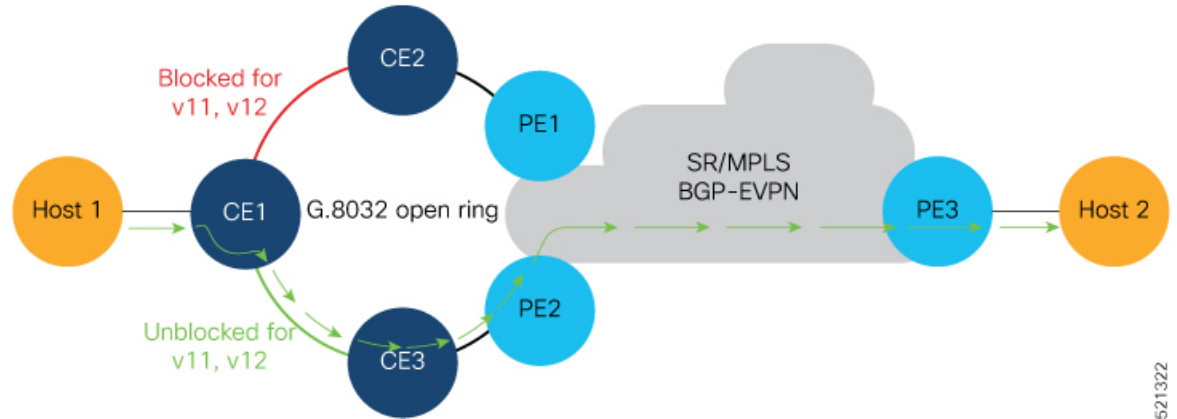 CE2
Blocked for
v11, v12
PE1
SR/MPLS
BGP-EVPN
Host 1
CE1
G.8032 open ring
PE3
Host 2
Unblocked for
v11, v12
PE2
CE3
521322